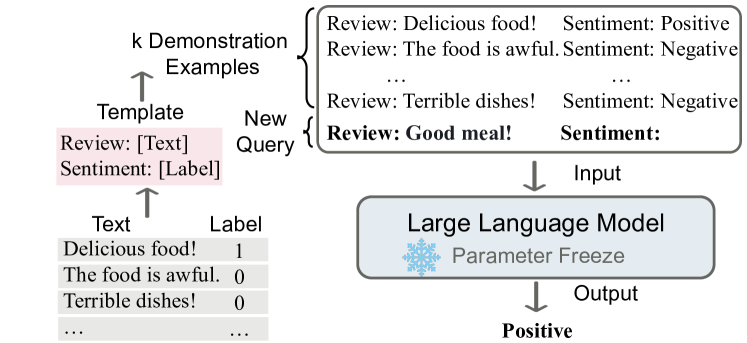 k Demonstration
Examples
Template
Review: [Text]
Sentiment: [Label]
Text Label
Delicious food! 1
The food is awful. 0
Terrible dishes! 0
... ...
Review: Delicious food! Sentiment: Positive
Review: The food is awful. Sentiment: Negative
... ...
Review: Terrible dishes! Sentiment: Negative
New
Query
Review: Good meal! Sentiment:
Input
Large Language Model
Parameter Freeze
Output
Positive